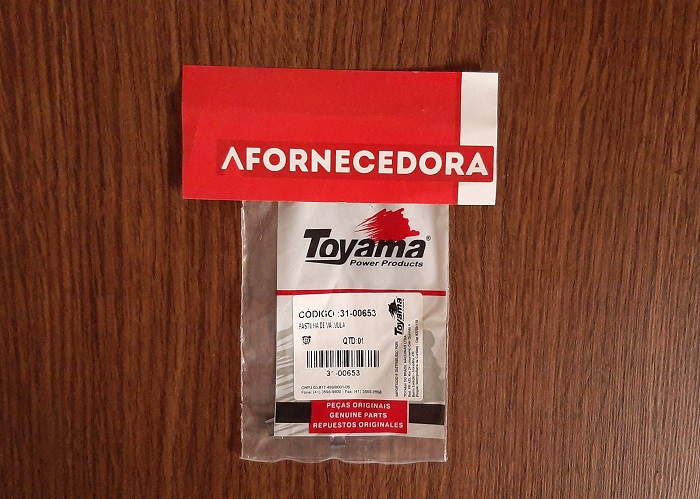 AFORNECEDORA
Toyama®
Power Products
CÓDIGO :31-00653
PASTILHA DE VALVULA
QTD:01
31-00653
Toyama
PEÇAS ORIGINAIS
GENUINE PARTS
REPUESTOS ORIGINALES